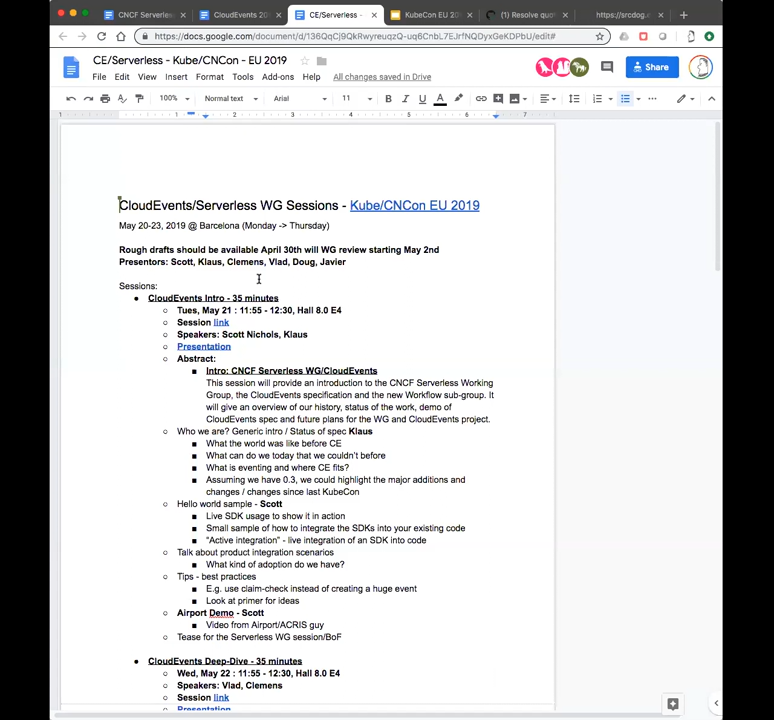 CNCF Serverles
CloudEvents 20
CE/Serverless -
KubeCon EU 20
(1) Resolve quo
https://srcdog.e
https://docs.google.com/document/d/136QqCj9QkRwyreuqzQ-uq6CnbL7EJrfNQDyxGeKDPbU/edit#
CE/Serverless - Kube/CNCon - EU 2019
File Edit View Insert Format Tools Add-ons Help All changes saved in Drive
Share
100% Normal text Arial 11
1 1 2 3 4 5 6 7
CloudEvents/Serverless WG Sessions - Kube/CNCon EU 2019
May 20-23, 2019 @ Barcelona (Monday -> Thursday)
Rough drafts should be available April 30th will WG review starting May 2nd
Presentors: Scott, Klaus, Clemens, Vlad, Doug, Javier
Sessions:
● CloudEvents Intro - 35 minutes
○ Tues, May 21 : 11:55 - 12:30, Hall 8.0 E4
○ Session link
○ Speakers: Scott Nichols, Klaus
○ Presentation
○ Abstract:
■ Intro: CNCF Serverless WG/CloudEvents
This session will provide an introduction to the CNCF Serverless Working
Group, the CloudEvents specification and the new Workflow sub-group. It
will give an overview of our history, status of the work, demo of
CloudEvents spec and future plans for the WG and CloudEvents project.
○ Who we are? Generic intro / Status of spec Klaus
■ What the world was like before CE
■ What can do we today that we couldn't before
■ What is eventing and where CE fits?
■ Assuming we have 0.3, we could highlight the major additions and
changes / changes since last KubeCon
○ Hello world sample - Scott
■ Live SDK usage to show it in action
■ Small sample of how to integrate the SDKs into your existing code
■ "Active integration" - live integration of an SDK into code
○ Talk about product integration scenarios
■ What kind of adoption do we have?
○ Tips - best practices
■ E.g. use claim-check instead of creating a huge event
■ Look at primer for ideas
○ Airport Demo - Scott
■ Video from Airport/ACRIS guy
○ Tease for the Serverless WG session/BoF
● CloudEvents Deep-Dive - 35 minutes
○ Wed, May 22 : 11:55 - 12:30, Hall 8.0 E4
○ Speakers: Vlad, Clemens
○ Session link
○ Presentation